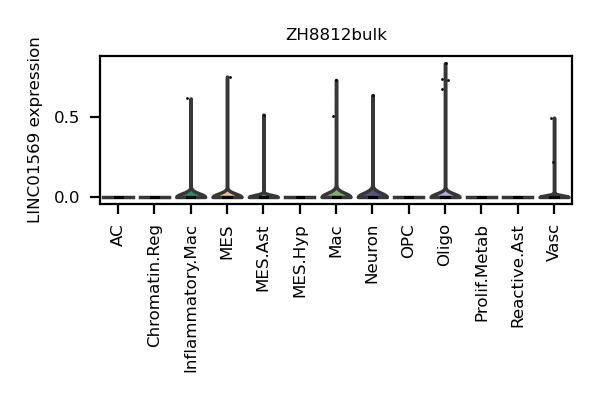 ZH8812bulk
LINC01569 expression
0.5
0.0
AC
Chromatin.Reg
Inflammatory.Mac
MES
MES.Ast
MES.Hyp
Mac
Neuron
OPC
Oligo
Prolif.Metab
Reactive.Ast
Vasc